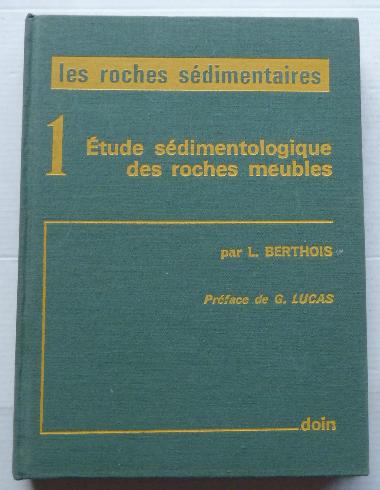 les roches sédimentaires
1
Étude sédimentologique
des roches meubles
par L. BERTHOIS
Préface de G. LUCAS
doin